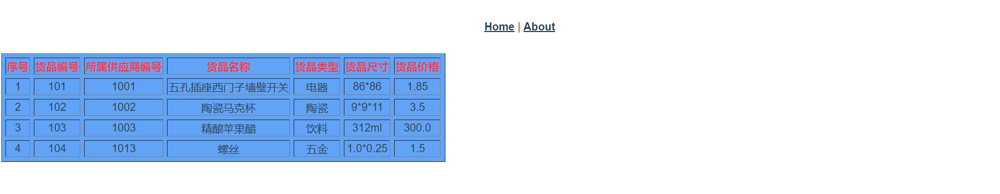 Home | About
序号 货品编号 所属供应商编号 货品名称 货品类型 货品尺寸 货品价格
1 101 1001 五孔插座西门子墙壁开关 电器 86*86 1.85
2 102 1002 陶瓷马克杯 陶瓷 9*9*11 3.5
3 103 1003 精酿苹果醋 饮料 312ml 300.0
4 104 1013 螺丝 五金 1.0*0.25 1.5